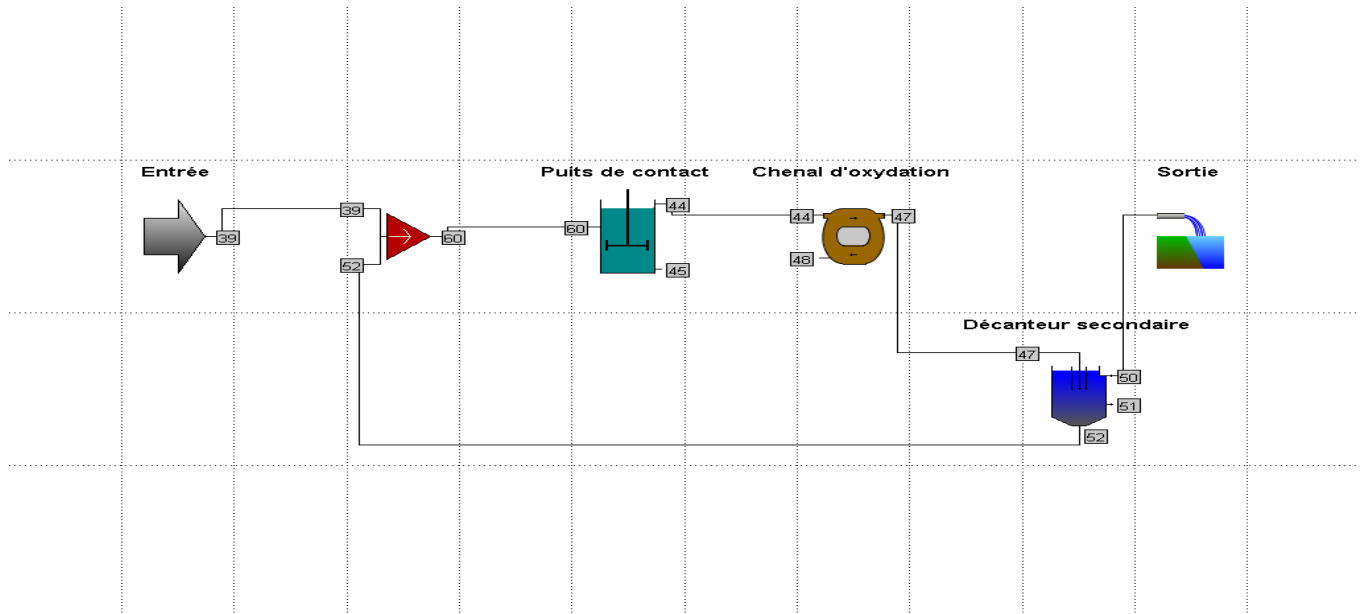 Entrée
Puits de contact
Chenal d'oxydation
Sortie
39
39
52
60
60
44
45
44
48
47
Décanteur secondaire
47
50
51
52